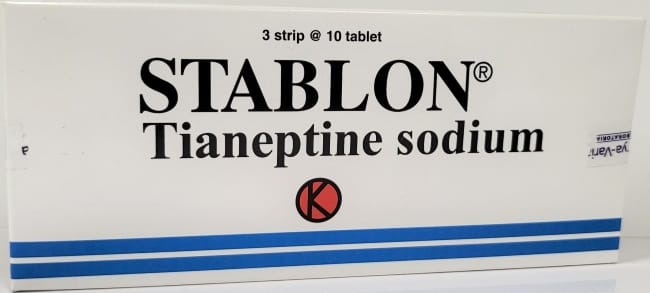 3 strip @ 10 tablet
STABLON®
Tianeptine sodium
K